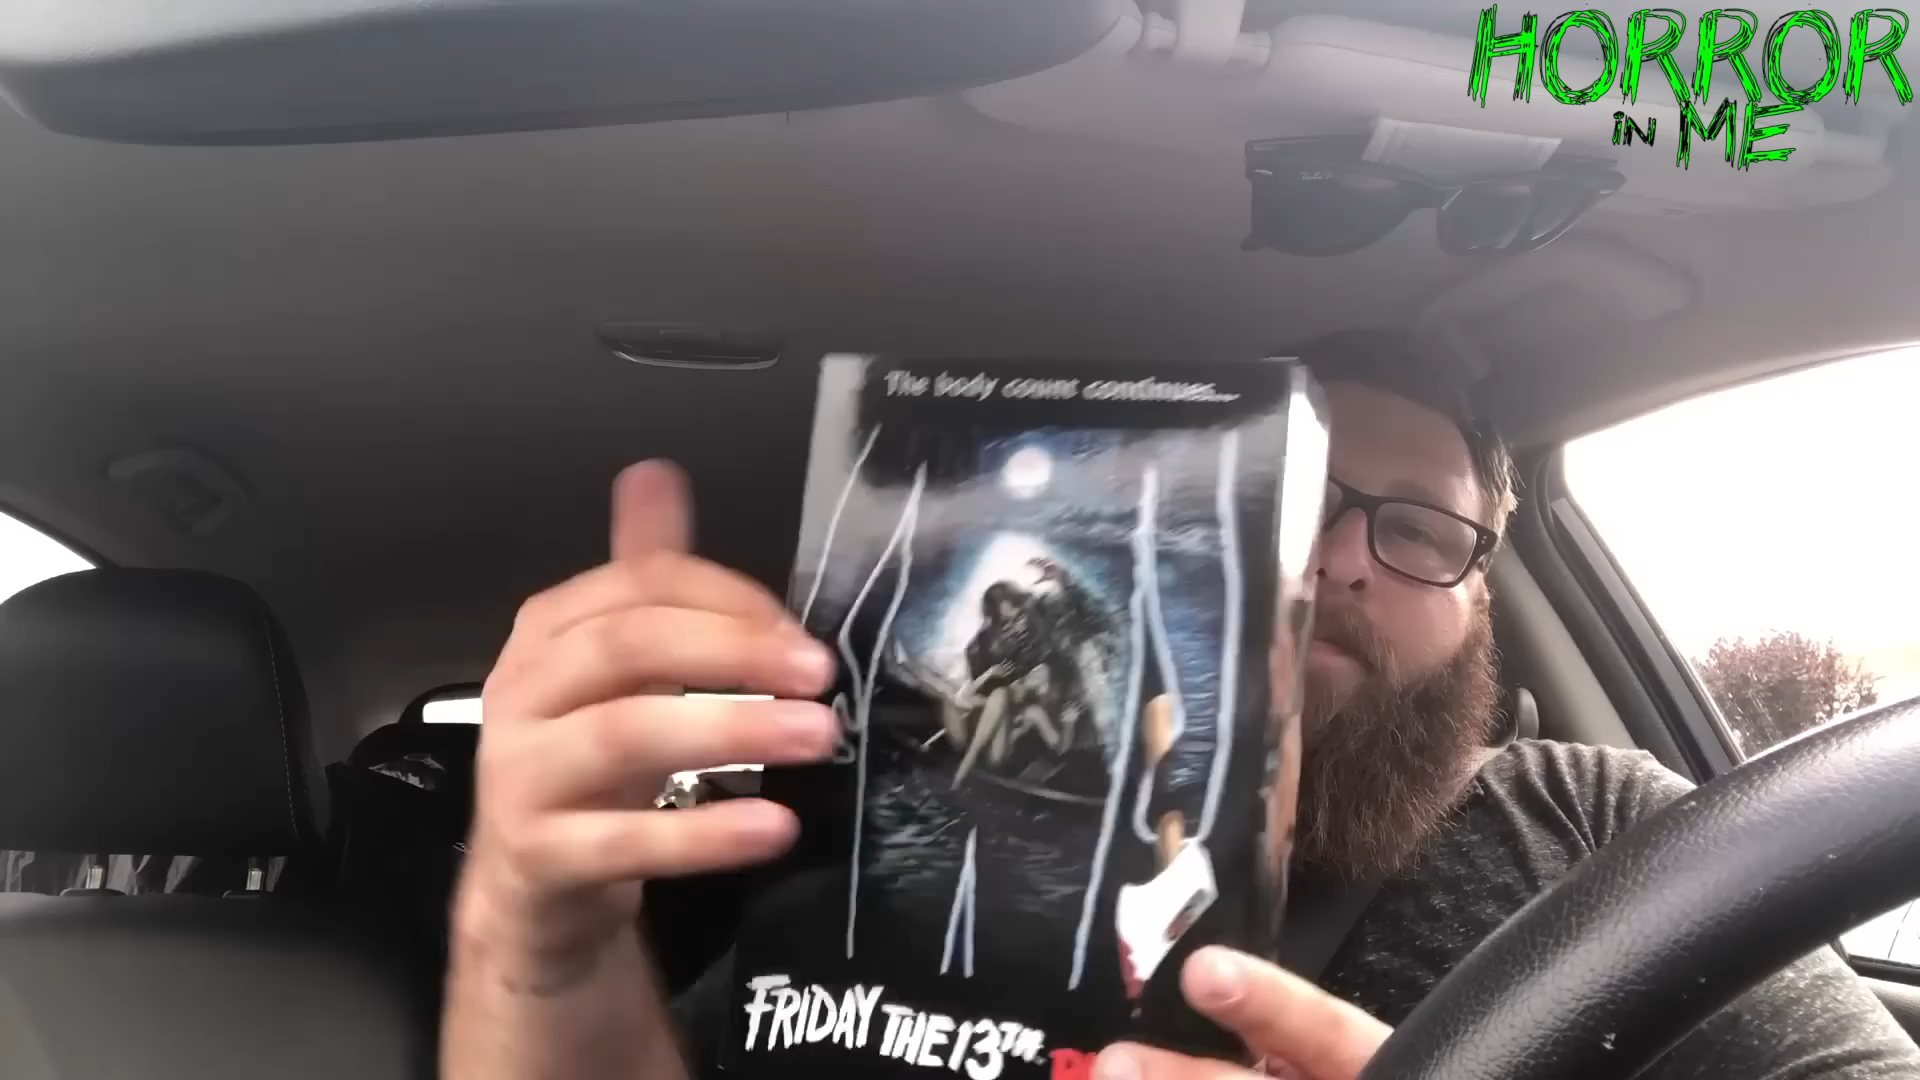 HORROR
IN ME
The body count continues...
FRIDAY THE 13TH